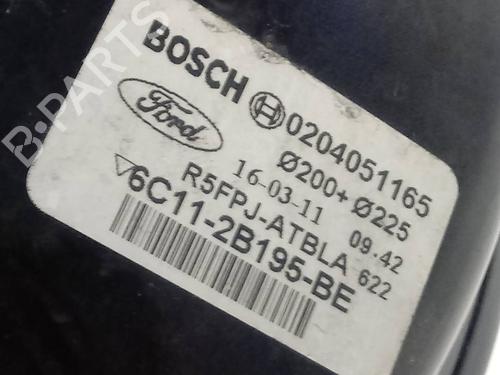 BOSCH 0204051165
Ford
Ø200+Ø225
16-03-11 09.42
R5FPJ-ATBLA 622
6C11-2B195-BE
B-PARTS